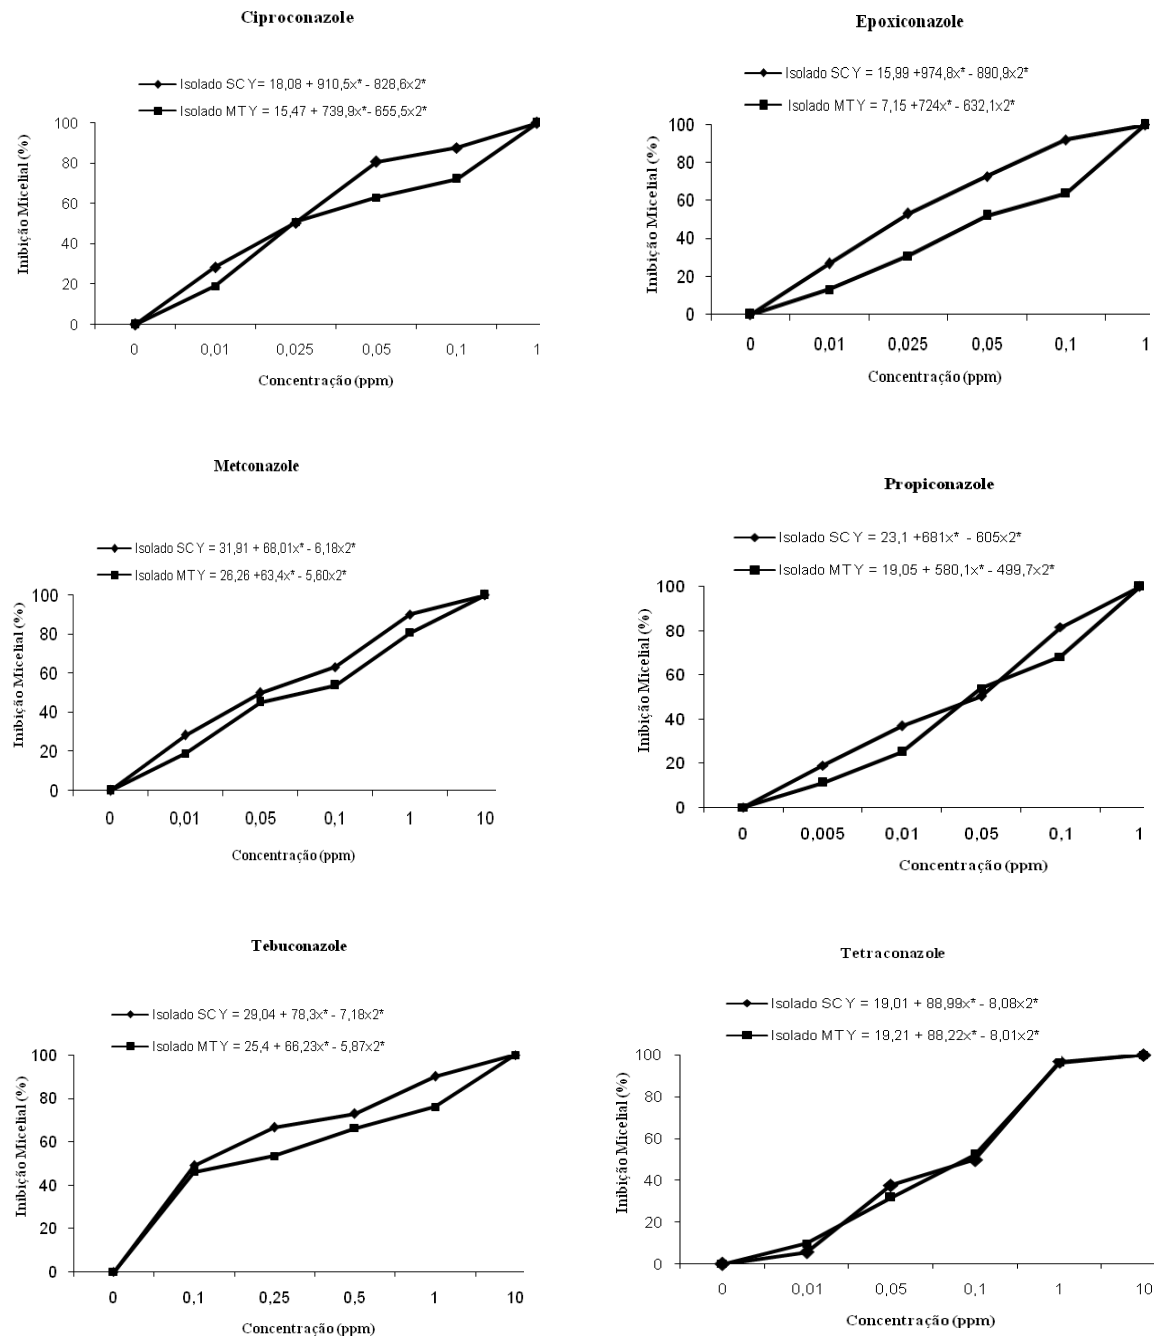 Ciproconazole
Isolado SC Y= 18,08 + 910,5x* - 828,6x2*
Isolado MT Y = 15,47 + 739,9x*- 655,5x2*
Inibição Micelial (%)
100
80
60
40
20
0
0 0,01 0,025 0,05 0,1 1
Concentração (ppm)
Epoxiconazole
Isolado SC Y = 15,99 +974,8x* - 890,9x2*
Isolado MT Y = 7,15 +724x* - 632,1x2*
Inibição Micelial (%)
100
80
60
40
20
0
0 0,01 0,025 0,05 0,1 1
Concentração (ppm)
Metconazole
Isolado SC Y = 31,91 + 68,01x* - 6,18x2*
Isolado MT Y = 26,26 +63,4x* - 5,60x2*
Inibição Micelial (%)
100
80
60
40
20
0
0 0,01 0,05 0,1 1 10
Concentração (ppm)
Propiconazole
Isolado SC Y = 23,1 +681x* - 605x2*
Isolado MT Y = 19,05 + 580,1x* - 499,7x2*
Inibição Micelial (%)
100
80
60
40
20
0
0 0,005 0,01 0,05 0,1 1
Concentração (ppm)
Tebuconazole
Isolado SC Y = 29,04 + 78,3x* - 7,18x2*
Isolado MT Y = 25,4 + 66,23x* - 5,87x2*
Inibição Micelial (%)
100
80
60
40
20
0
0 0,1 0,25 0,5 1 10
Concentração (ppm)
Tetraconazole
Isolado SC Y = 19,01 + 88,99x* - 8,08x2*
Isolado MT Y = 19,21 + 88,22x* - 8,01x2*
Inibição Micelial (%)
100
80
60
40
20
0
0 0,01 0,05 0,1 1 10
Concentração (ppm)